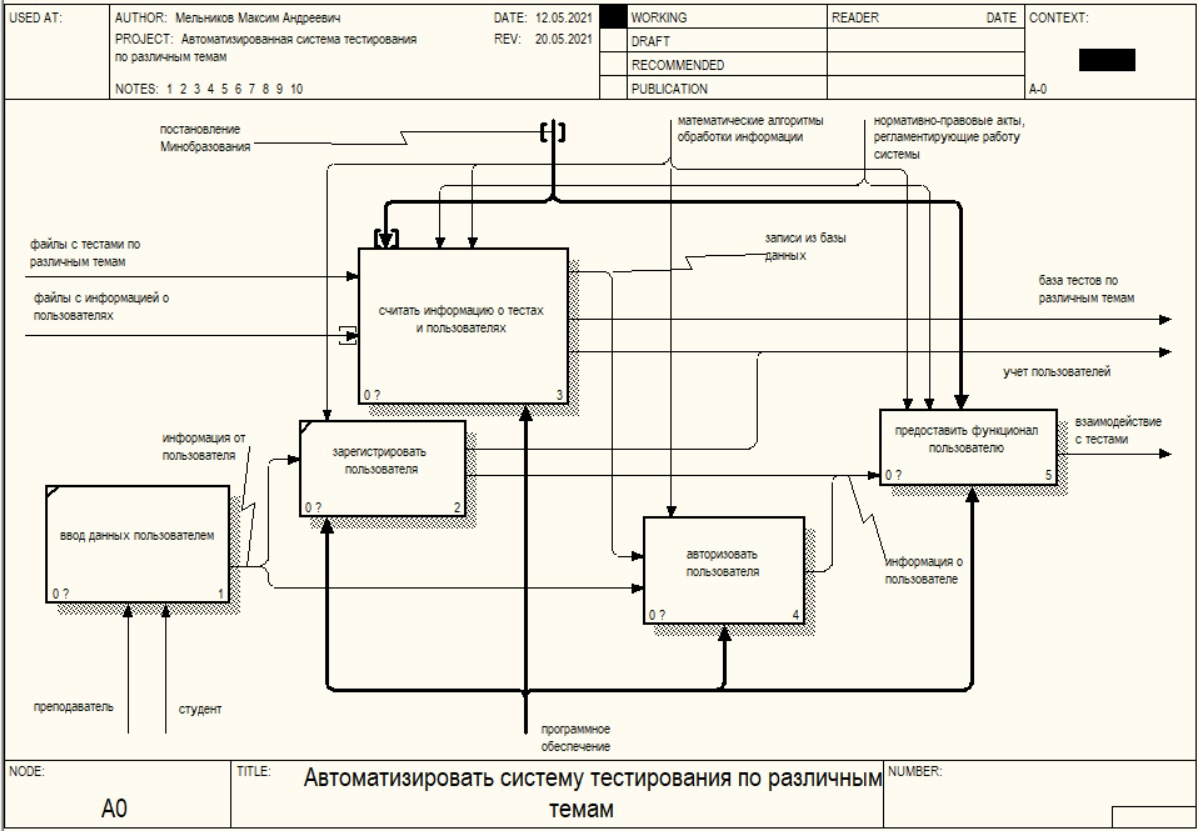 USED AT:
AUTHOR: Мельников Максим Андреевич
DATE: 12.05.2021
PROJECT: Автоматизированная система тестирования
по различным темам
REV: 20.05.2021
NOTES: 1 2 3 4 5 6 7 8 9 10
WORKING
DRAFT
RECOMMENDED
PUBLICATION
READER
DATE
CONTEXT:
A-0
постановление
Минобразования
математические алгоритмы
обработки информации
нормативно-правовые акты,
регламентирующие работу
системы
файлы с тестами по
различным темам
файлы с информацией о
пользователях
считать информацию о тестах
и пользователях
0 ?
3
записи из базы
данных
база тестов по
различным темам
учет пользователей
информация от
пользователя
зарегистрировать
пользователя
0 ?
2
предоставить функционал
пользователю
0 ?
5
взаимодействие
с тестами
ввод данных пользователем
0 ?
1
авторизовать
пользователя
0 ?
4
информация о
пользователе
преподаватель
студент
программное
обеспечение
NODE:
A0
TITLE:
Автоматизировать систему тестирования по различным
темам
NUMBER: